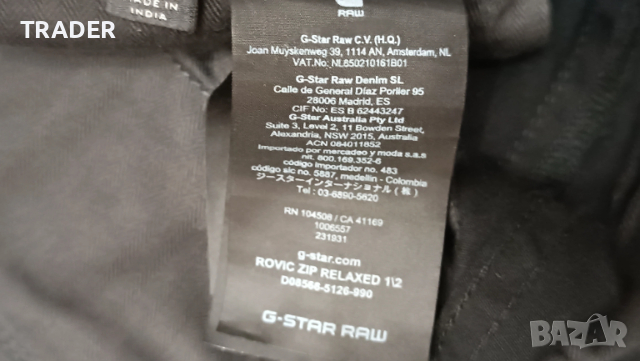 TRADER
MADE IN
INDIA
RAW
G-Star Raw C.V. (H.Q.)
Joan Muyskenweg 39, 1114 AN, Amsterdam, NL
VAT.No: NL850210161B01
G-Star Raw Denim SL
Calle de General Díaz Porlier 95
28006 Madrid, ES
CIF No: ES B 62443247
G-Star Australia Pty Ltd
Suite 3, Level 2, 11 Bowden Street,
Alexandria, NSW 2015, Australia
ACN 084011852
Importado por mercadeo y moda s.a.s
nit. 800.169.352-6
código importador no. 483
código sic no. 5887, medellin - Colombia
ジースターインターナショナル (株)
Tel : 03-6890-5620
RN 104508 / CA 41169
1006557
231931
g-star.com
ROVIC ZIP RELAXED 1\2
D08566-5126-990
G-STAR RAW
BAZAR